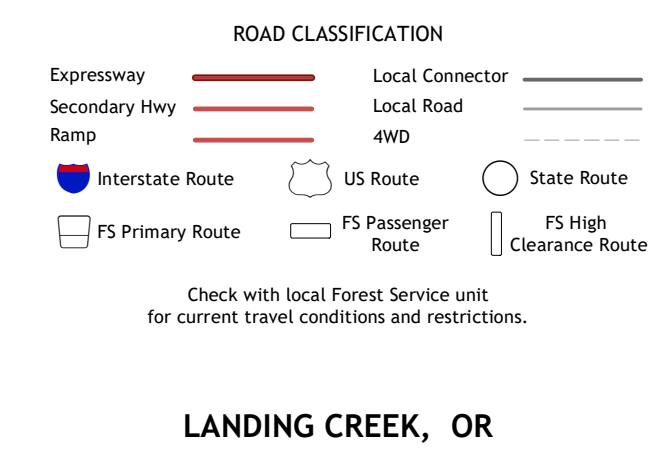 ROAD CLASSIFICATION
Expressway
Local Connector
Secondary Hwy
Local Road
Ramp
4WD
Interstate Route
US Route
State Route
FS Primary Route
FS Passenger
Route
FS High
Clearance Route
Check with local Forest Service unit
for current travel conditions and restrictions.
LANDING CREEK, OR